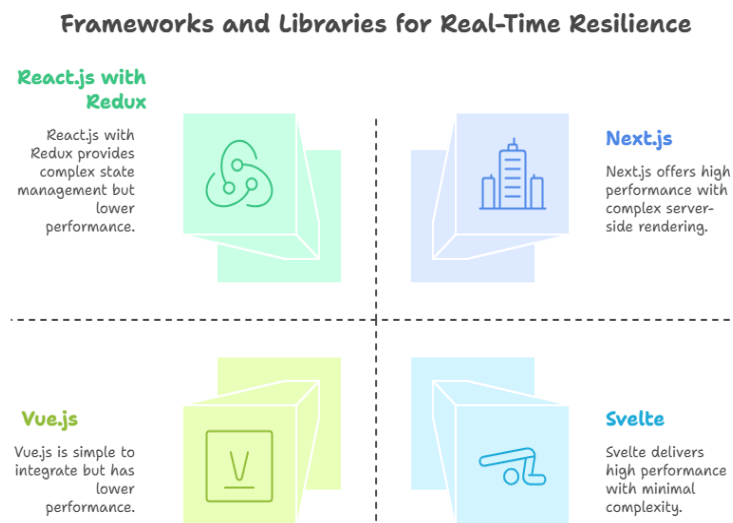 Frameworks and Libraries for Real-Time Resilience
React.js with
Redux
React.js with
Redux provides
complex state
management but
lower
performance.
Next.js
Next.js offers high
performance with
complex server-
side rendering.
Vue.js
Vue.js is simple to
integrate but has
lower
performance.
V
Svelte
Svelte delivers
high performance
with minimal
complexity.